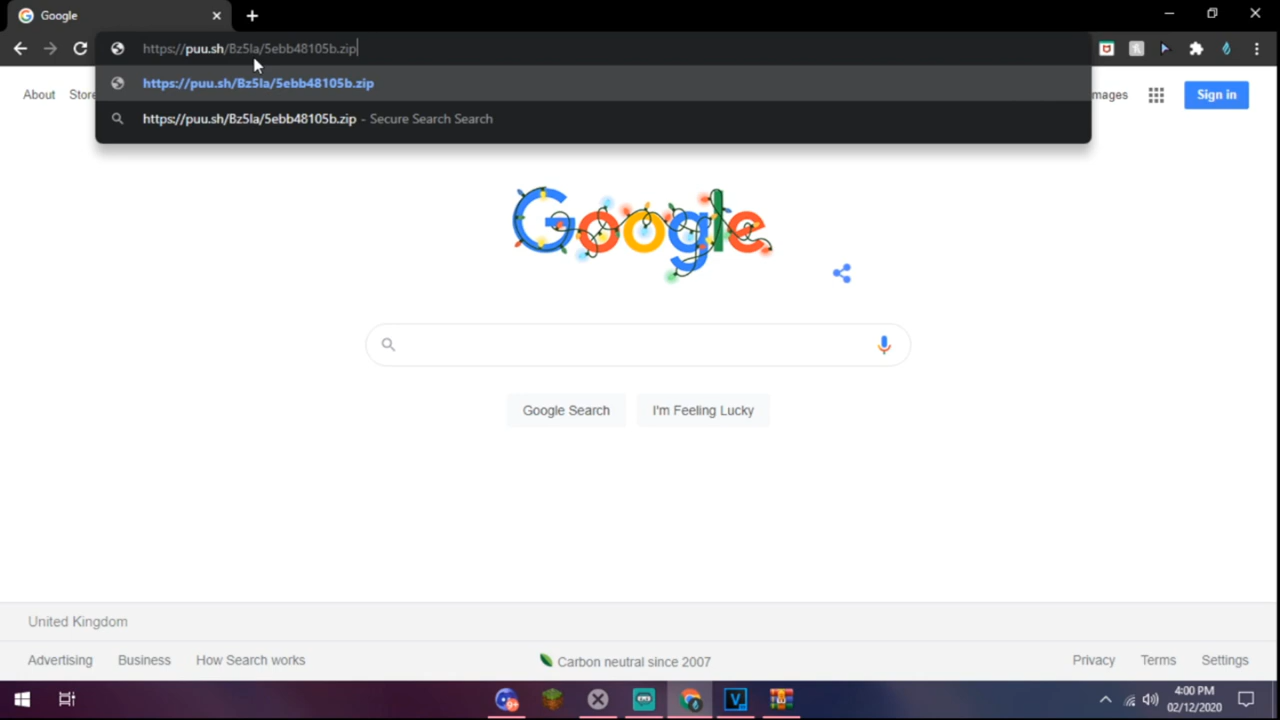 Google
https://puu.sh/Bz5la/5ebb48105b.zip
https://puu.sh/Bz5la/5ebb48105b.zip
https://puu.sh/Bz5la/5ebb48105b.zip - Secure Search Search
About
Store
mages
Sign in
Google
Google Search
I'm Feeling Lucky
United Kingdom
Advertising
Business
How Search works
Carbon neutral since 2007
Privacy
Terms
Settings
4:00 PM
02/12/2020